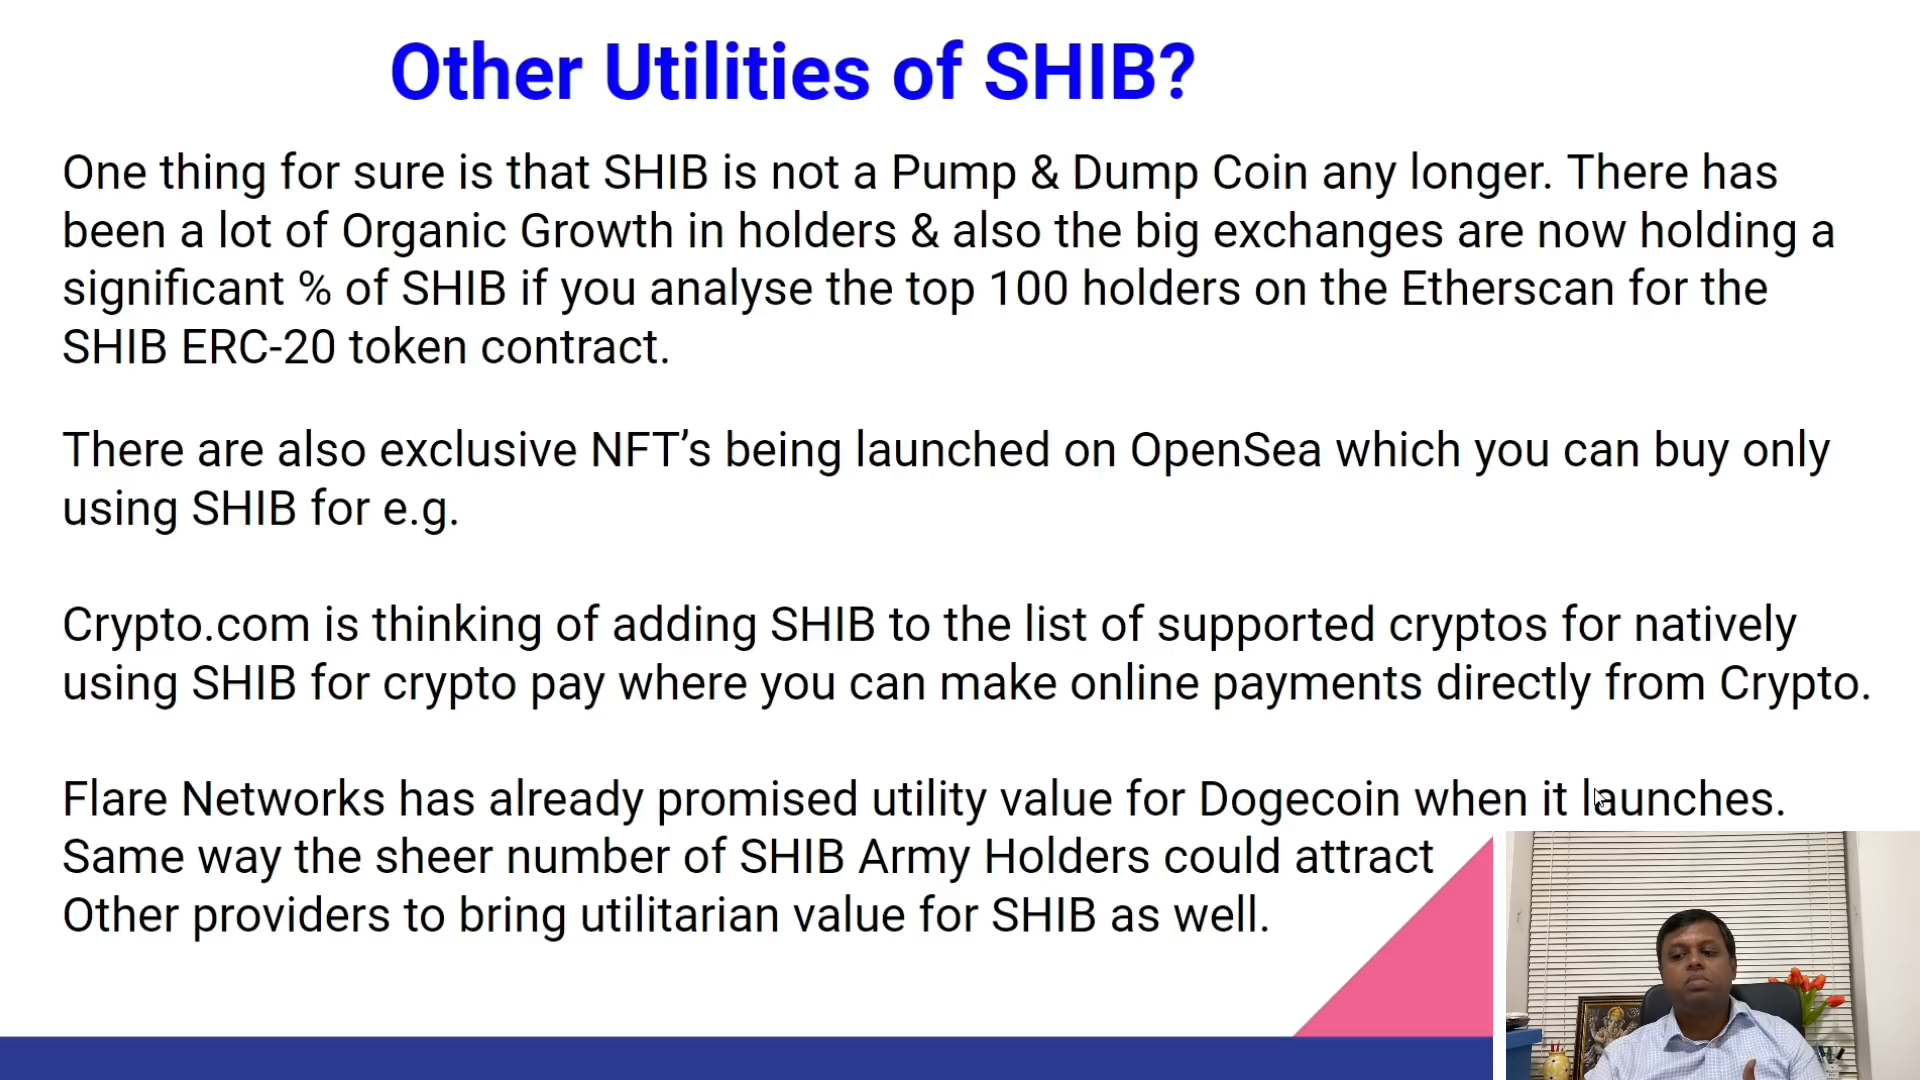 Other Utilities of SHIB?
One thing for sure is that SHIB is not a Pump & Dump Coin any longer. There has
been a lot of Organic Growth in holders & also the big exchanges are now holding a
significant % of SHIB if you analyse the top 100 holders on the Etherscan for the
SHIB ERC-20 token contract.
There are also exclusive NFT’s being launched on OpenSea which you can buy only
using SHIB for e.g.
Crypto.com is thinking of adding SHIB to the list of supported cryptos for natively
using SHIB for crypto pay where you can make online payments directly from Crypto.
Flare Networks has already promised utility value for Dogecoin when it launches.
Same way the sheer number of SHIB Army Holders could attract
Other providers to bring utilitarian value for SHIB as well.